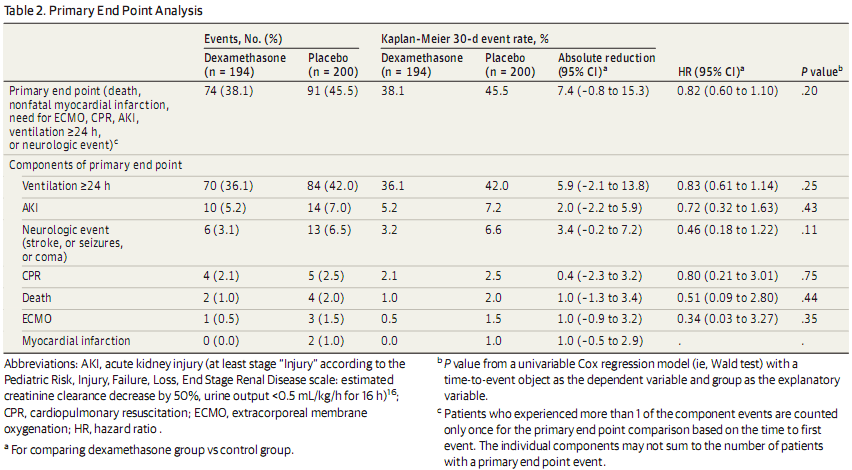 Table 2. Primary End Point Analysis
Events, No. (%) Kaplan-Meier 30-d event rate, %
Dexamethasone (n = 194) Placebo (n = 200) Dexamethasone (n = 194) Placebo (n = 200) Absolute reduction (95% CI)a HR (95% CI)a P valueb
Primary end point (death, 74 (38.1) 91 (45.5) 38.1 45.5 7.4 (−0.8 to 15.3) 0.82 (0.60 to 1.10) .20
nonfatal myocardial infarction,
need for ECMO, CPR, AKI,
ventilation ≥24 h,
or neurologic event)c
Components of primary end point
Ventilation ≥24 h 70 (36.1) 84 (42.0) 36.1 42.0 5.9 (−2.1 to 13.8) 0.83 (0.61 to 1.14) .25
AKI 10 (5.2) 14 (7.0) 5.2 7.2 2.0 (−2.2 to 5.9) 0.72 (0.32 to 1.63) .43
Neurologic event 6 (3.1) 13 (6.5) 3.2 6.6 3.4 (−0.2 to 7.2) 0.46 (0.18 to 1.22) .11
(stroke, or seizures,
or coma)
CPR 4 (2.1) 5 (2.5) 2.1 2.5 0.4 (−2.3 to 3.2) 0.80 (0.21 to 3.01) .75
Death 2 (1.0) 4 (2.0) 1.0 2.0 1.0 (−1.3 to 3.4) 0.51 (0.09 to 2.80) .44
ECMO 1 (0.5) 3 (1.5) 0.5 1.5 1.0 (−0.9 to 3.2) 0.34 (0.03 to 3.27) .35
Myocardial infarction 0 (0.0) 2 (1.0) 0.0 1.0 1.0 (−0.5 to 2.9) . .
Abbreviations: AKI, acute kidney injury (at least stage "Injury" according to the
Pediatric Risk, Injury, Failure, Loss, End Stage Renal Disease scale: estimated
creatinine clearance decrease by 50%, urine output <0.5 mL/kg/h for 16 h)16;
CPR, cardiopulmonary resuscitation; ECMO, extracorporeal membrane
oxygenation; HR, hazard ratio .
a For comparing dexamethasone group vs control group.
b P value from a univariable Cox regression model (ie, Wald test) with a
time-to-event object as the dependent variable and group as the explanatory
variable.
c Patients who experienced more than 1 of the component events are counted
only once for the primary end point comparison based on the time to first
event. The individual components may not sum to the number of patients
with a primary end point event.